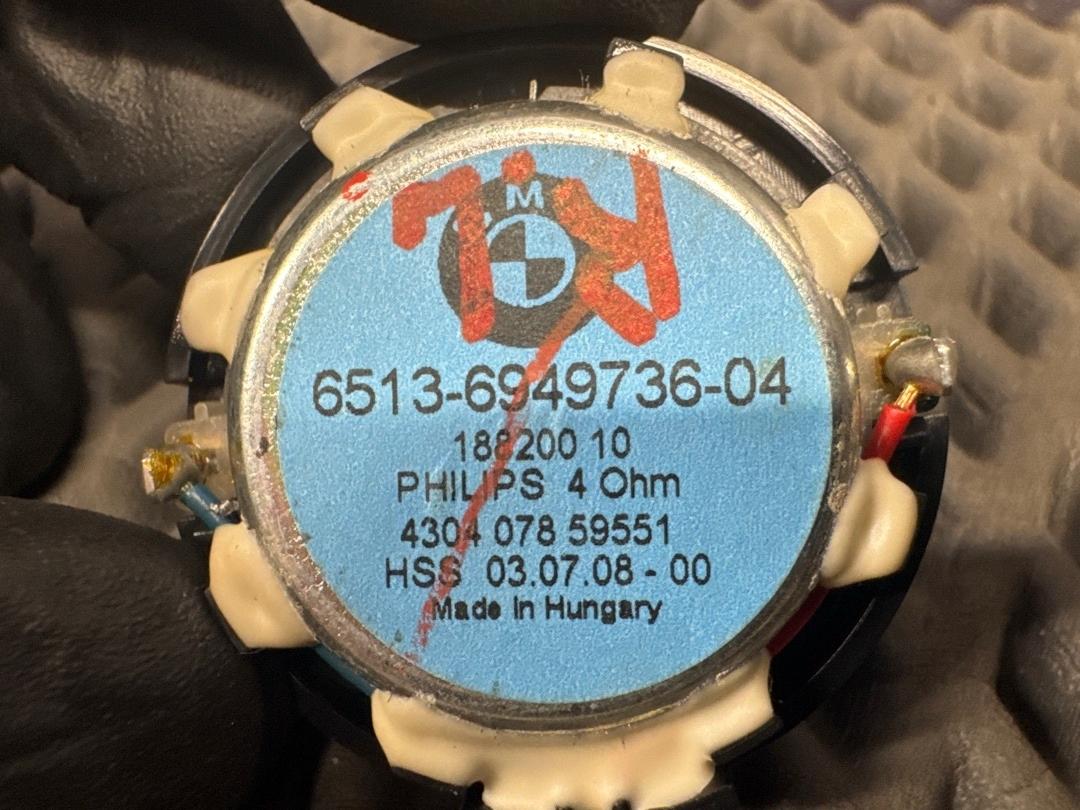 M
6513-6949736-04
188200 10
PHILIPS 4 Ohm
4304 078 59551
HSS 03.07.08 - 00
Made in Hungary